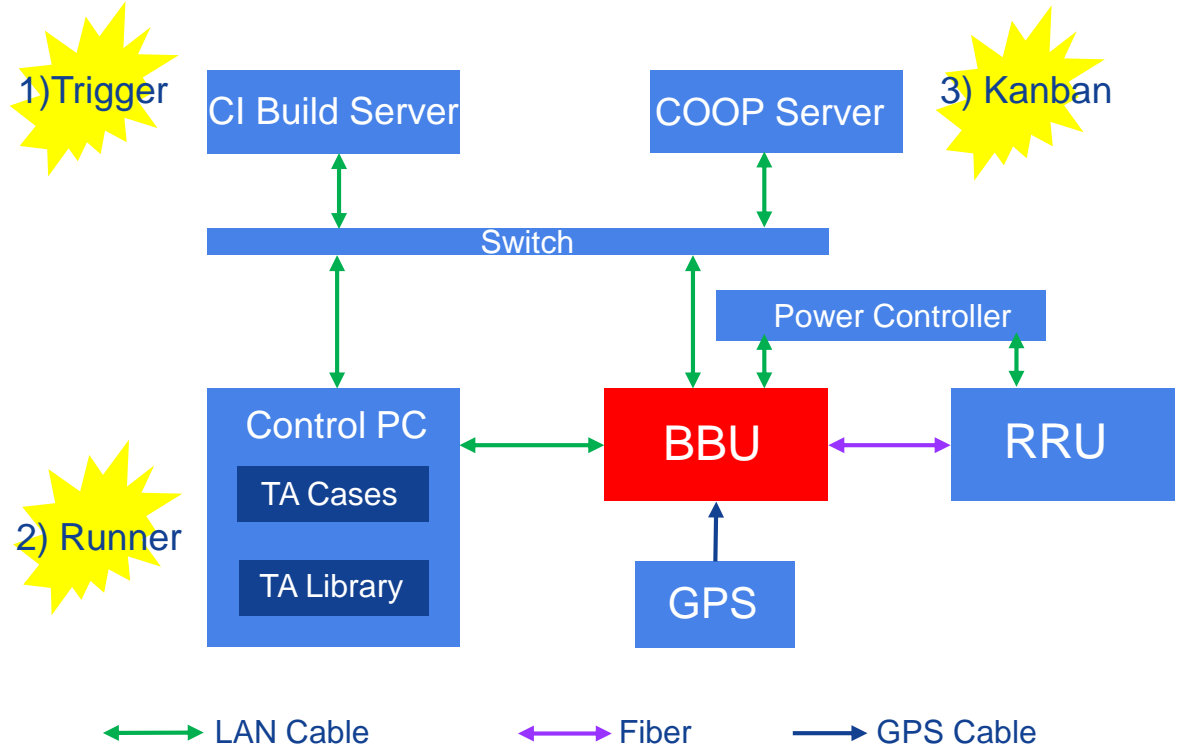 1)Trigger
CI Build Server
COOP Server
3) Kanban
Switch
Power Controller
Control PC
BBU
RRU
TA Cases
2) Runner
TA Library
GPS
LAN Cable
Fiber
GPS Cable